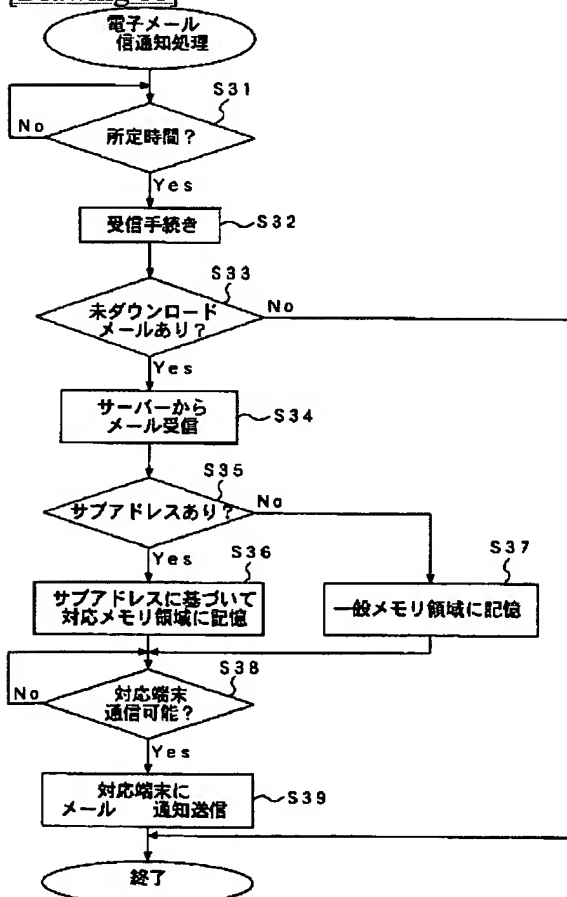 電子メール
信通知処理
S31
No
所定時間?
Yes
受信手続き
S32
S33
未ダウンロード
メールあり?
No
Yes
サーバーから
メール受信
S34
S35
サブアドレスあり?
No
Yes
S36
サブアドレスに基づいて
対応メモリ領域に記憶
S37
一般メモリ領域に記憶
S38
No
対応端末
通信可能?
Yes
対応端末に
メール 通知送信
S39
終了